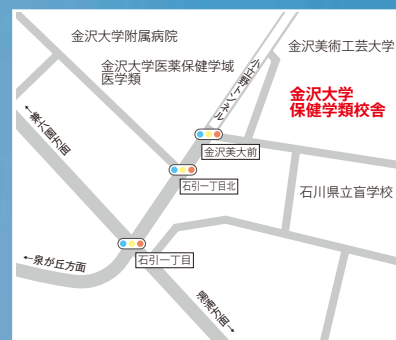 金沢大学附属病院
金沢大学医薬保健学域
医学類
小立野トンネル
金沢美術工芸大学
金沢大学
保健学類校舎
←兼六園方面
金沢美大前
石引一丁目北
石川県立盲学校
石引一丁目
←泉が丘方面
湯涌方面→